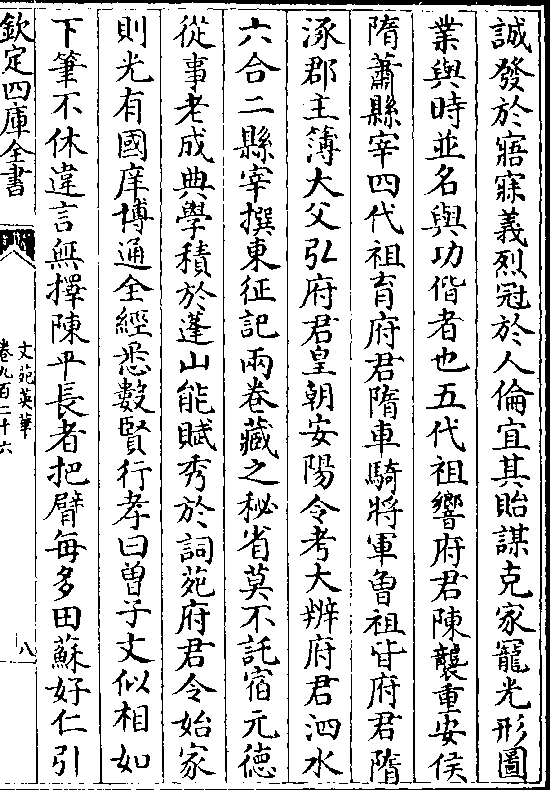 誠發於寤寐義烈冠於人倫宜其貽謀克家寵光形圖
業與時並名與功偕者也五代祖響府君陳襲重安侯
隋蕭縣宰四代祖育府君隋車騎將軍曾祖晉府君隋
涿郡主簿大父弘府君皇朝安陽令考大辨府君泗水
六合二縣宰撰東征記兩卷藏之秘省莫不託宿元德
從事老成典學積於蓬山能賦秀於詞苑府君令始家
則光有國庠博通全經悉數賢行孝曰曾子文似相如
下筆不休違言無擇陳平長者把臂每多田蘇好仁引
欽定四庫全書
文苑英華
卷九百二十六
八